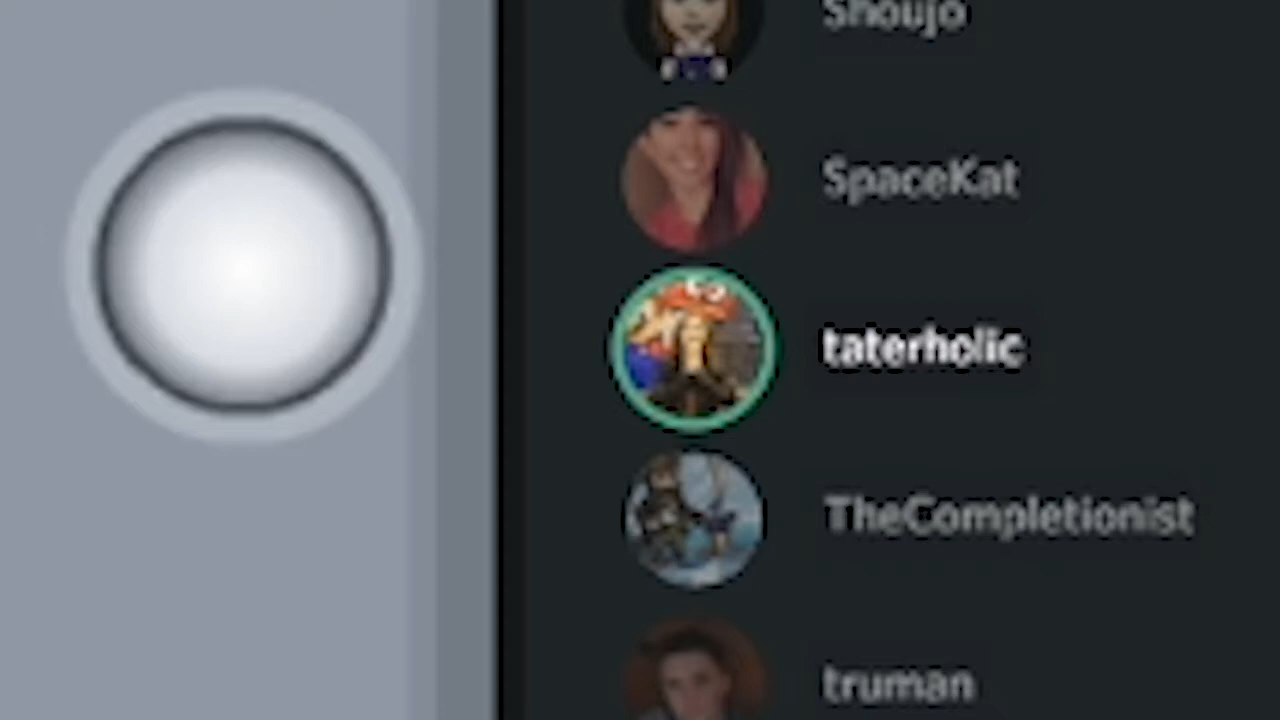 Shoujo
SpaceKat
taterholic
TheCompletionist
truman